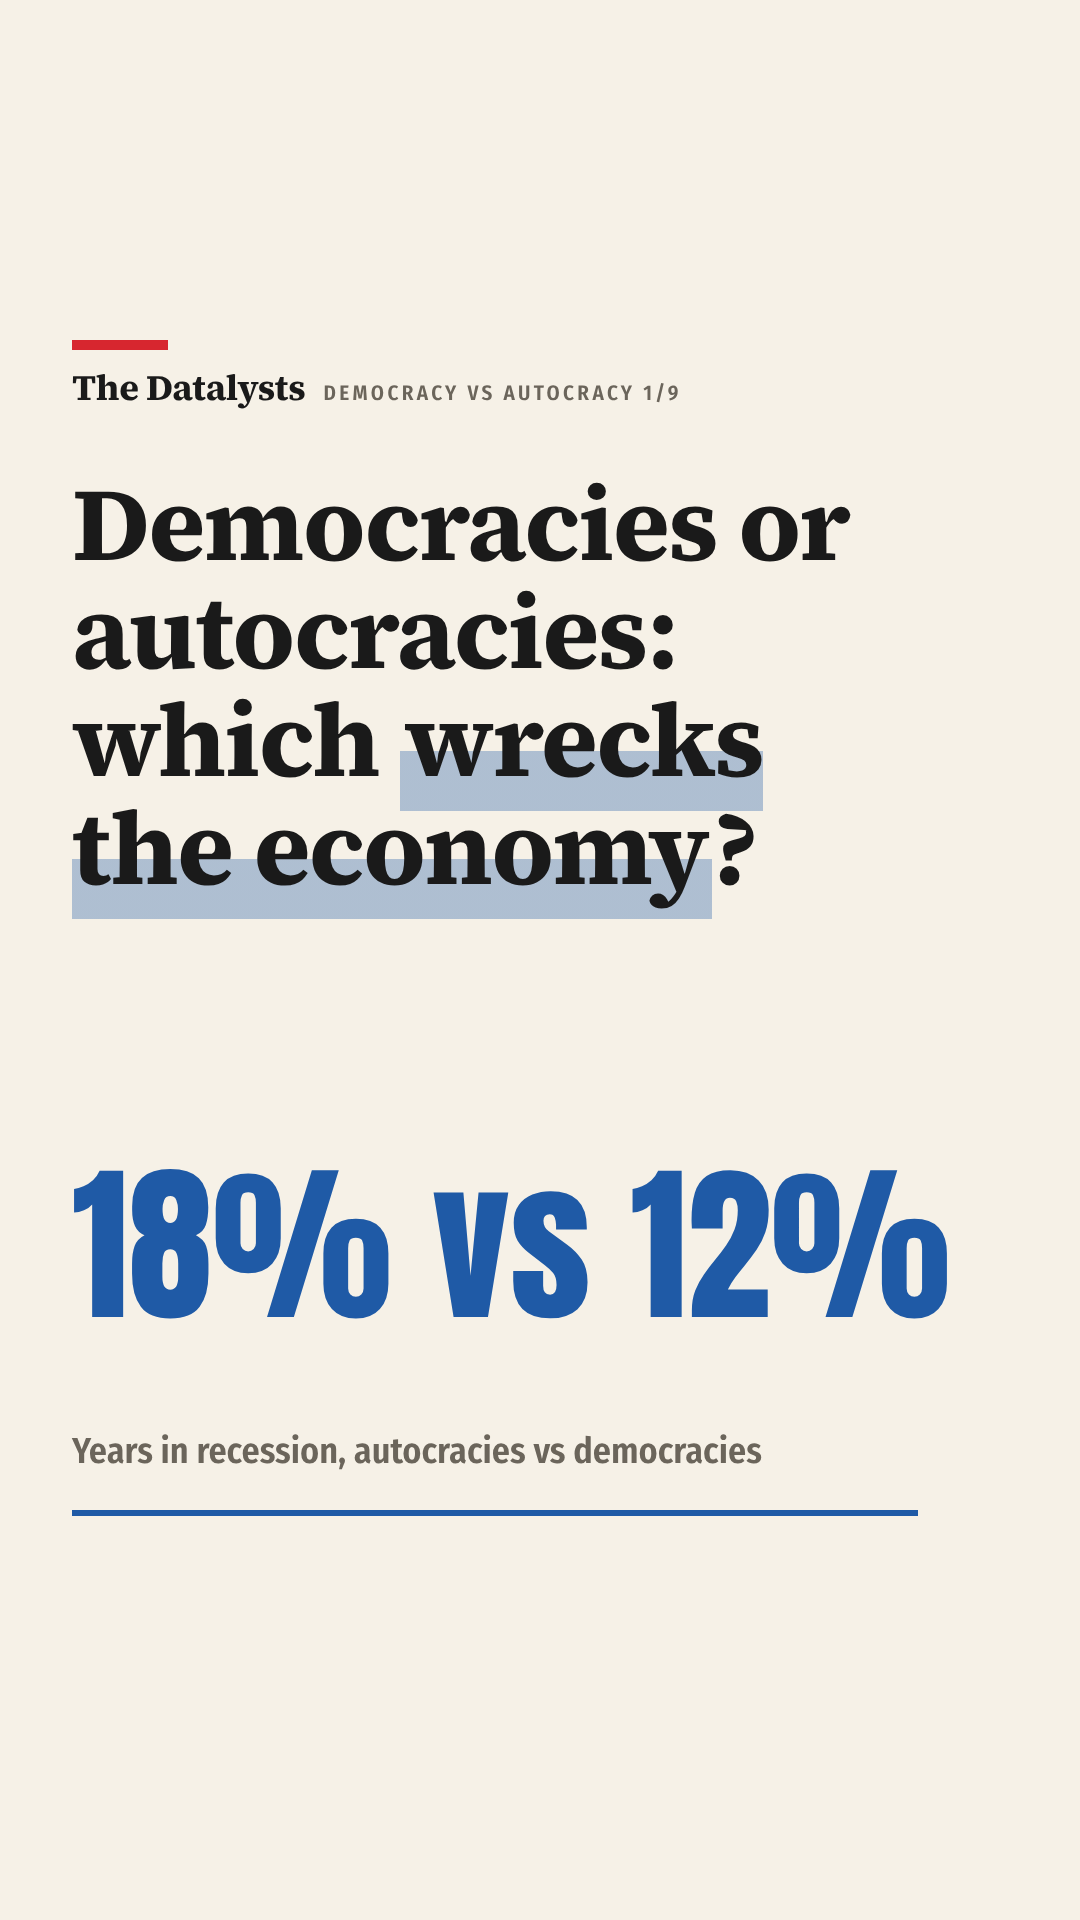 The Datalysts DEMOCRACY VS AUTOCRACY 1/9
Democracies or
autocracies:
which wrecks
the economy?
18% vs 12%
Years in recession, autocracies vs democracies